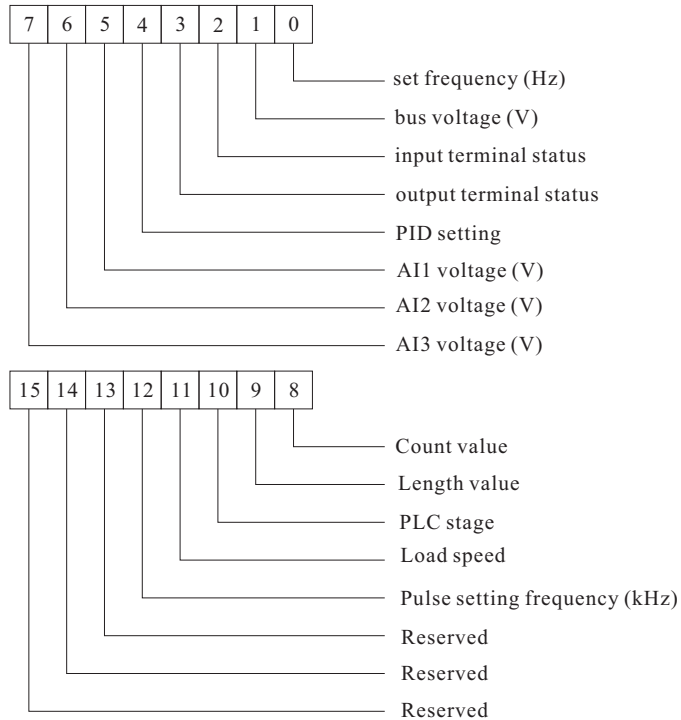 7 6 5 4 3 2 1 0
set frequency (Hz)
bus voltage (V)
input terminal status
output terminal status
PID setting
AI1 voltage (V)
AI2 voltage (V)
AI3 voltage (V)
15 14 13 12 11 10 9 8
Count value
Length value
PLC stage
Load speed
Pulse setting frequency (kHz)
Reserved
Reserved
Reserved